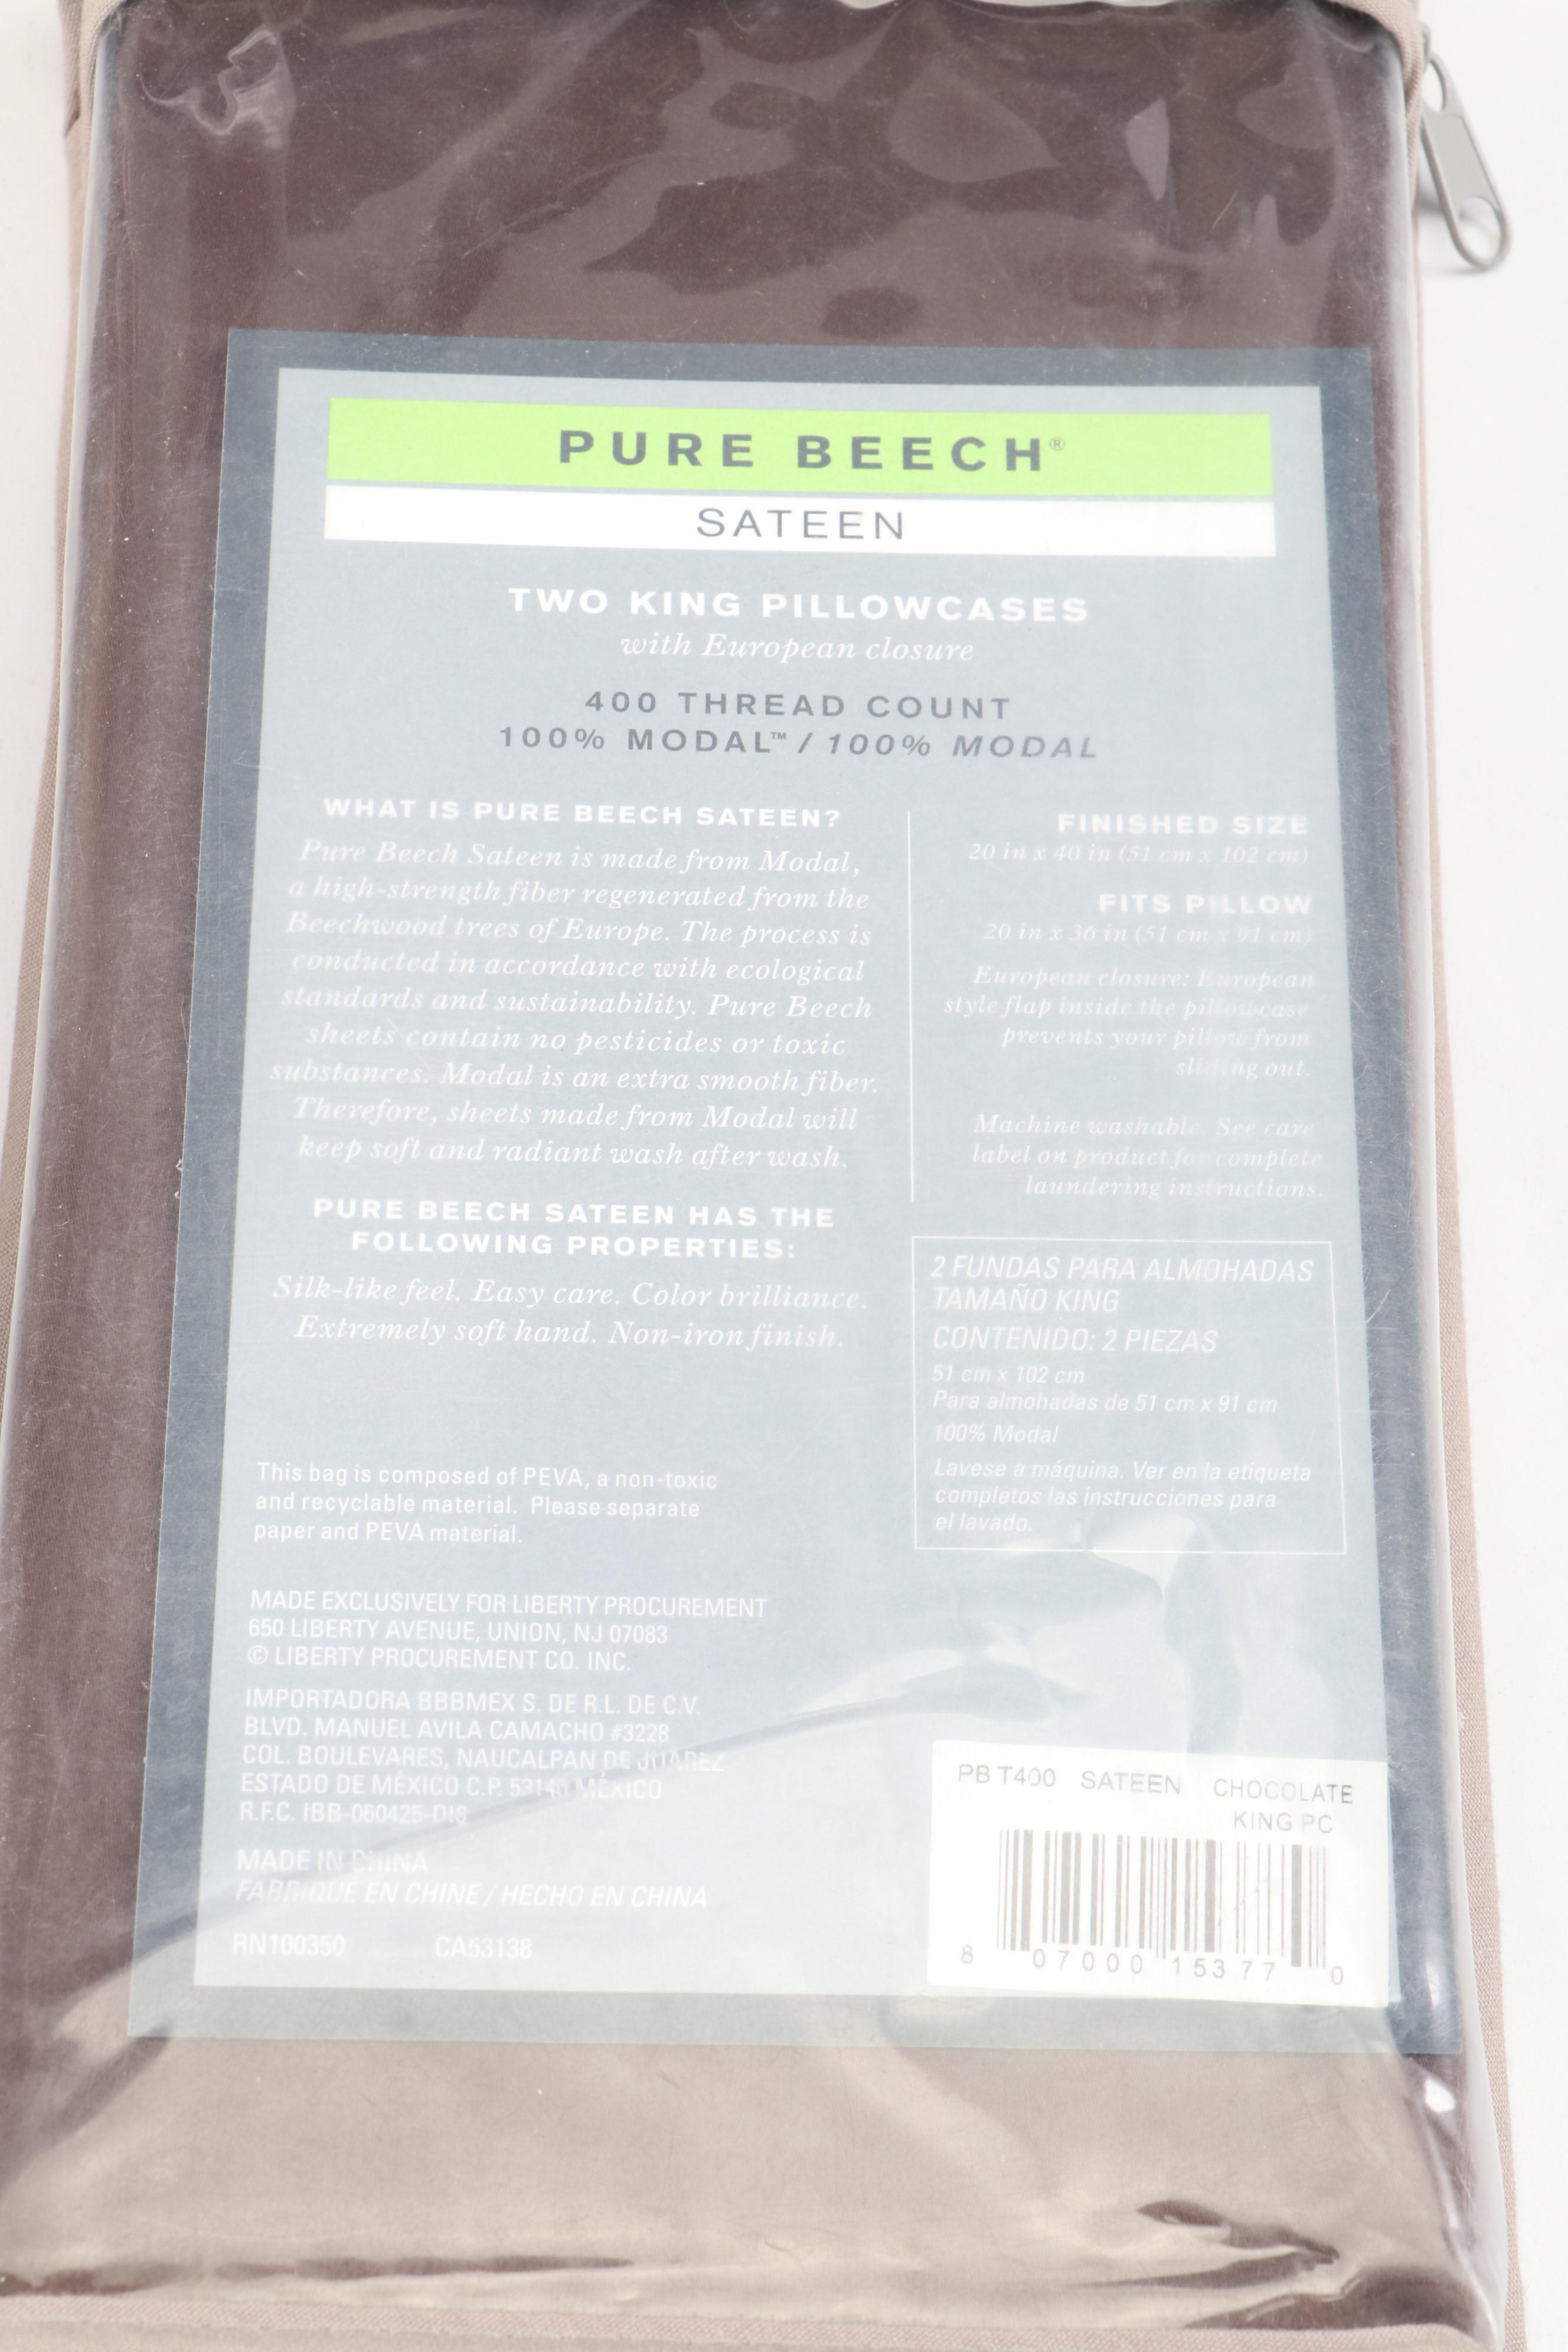 PURE BEECH®
SATEEN
TWO KING PILLOWCASES
with European closure
400 THREAD COUNT
100% MODAL™ / 100% MODAL
WHAT IS PURE BEECH SATEEN?
Pure Beech Sateen is made from Modal,
a high-strength fiber regenerated from the
Beechwood trees of Europe. The process is
conducted in accordance with ecological
standards and sustainability. Pure Beech
sheets contain no pesticides or toxic
substances. Modal is an extra smooth fiber.
Therefore, sheets made from Modal will
keep soft and radiant wash after wash.
PURE BEECH SATEEN HAS THE
FOLLOWING PROPERTIES:
Silk-like feel. Easy care. Color brilliance.
Extremely soft hand. Non-iron finish.
FINISHED SIZE
20 in x 40 in (51 cm x 102 cm)
FITS PILLOW
20 in x 36 in (51 cm x 91 cm)
European closure: European
style flap inside the pillowcase
prevents your pillow from
sliding out.
Machine washable. See care
label on product for complete
laundering instructions.
2 FUNDAS PARA ALMOHADAS
TAMAÑO KING
CONTENIDO: 2 PIEZAS
51 cm x 102 cm
Para almohadas de 51 cm x 91 cm
100% Modal
Lavese a máquina. Ver en la etiqueta
completos las instrucciones para
el lavado.
This bag is composed of PEVA, a non-toxic
and recyclable material. Please separate
paper and PEVA material.
MADE EXCLUSIVELY FOR LIBERTY PROCUREMENT
650 LIBERTY AVENUE, UNION, NJ 07083
© LIBERTY PROCUREMENT CO. INC.
IMPORTADORA BBBMEX S. DE R.L. DE C.V.
BLVD. MANUEL AVILA CAMACHO #3228
COL. BOULEVARES, NAUCALPAN DE JUAREZ
ESTADO DE MÉXICO C.P. 53140 MÉXICO
R.F.C. IBB-060425-DI8
MADE IN CHINA
FABRIQUÉ EN CHINE / HECHO EN CHINA
RN100350 CA53138
PB T400 SATEEN CHOCOLATE
KING PC
8 07000 15377 0